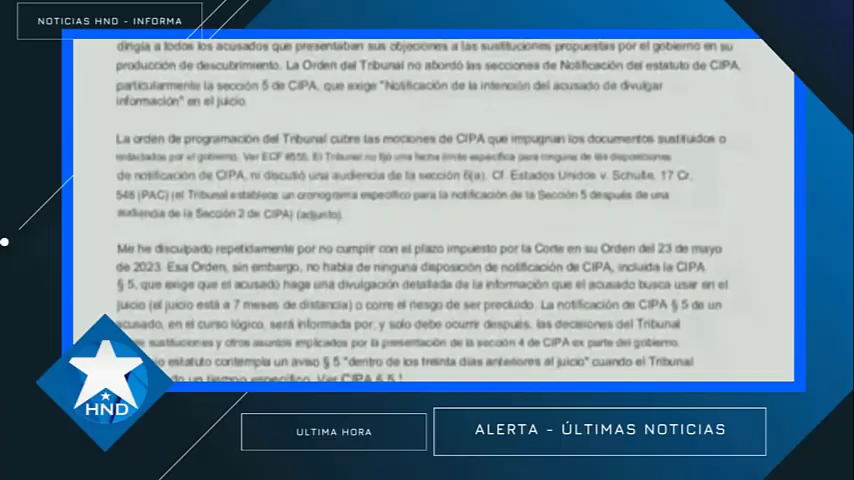 NOTICIAS HND - INFORMA
dirigía a todos los acusados que presentaban sus objeciones a las sustituciones propuestas por el gobierno en su
producción de descubrimiento. La Orden del Tribunal no abordó las secciones de Notificación del estatuto de CIPA,
particularmente la sección 5 de CIPA, que exige "Notificación de la intención del acusado de divulgar
información" en el juicio.
La orden de programación del Tribunal cubre las mociones de CIPA que impugnan los documentos sustituidos o
redactados por el gobierno. Ver ECF #555. El Tribunal no fijó una fecha límite específica para ninguna de las disposiciones
de notificación de CIPA, ni discutió una audiencia de la sección 6(a). Cf. Estados Unidos v. Schulte, 17 Cr.
548 (PAC) (el Tribunal establece un cronograma específico para la notificación de la Sección 5 después de una
audiencia de la Sección 2 de CIPA) (adjunto).
Me he disculpado repetidamente por no cumplir con el plazo impuesto por la Corte en su Orden del 23 de mayo
de 2023. Esa Orden, sin embargo, no habla de ninguna disposición de notificación de CIPA, incluida la CIPA
§ 5, que exige que el acusado haga una divulgación detallada de la información que el acusado busca usar en el
juicio (el juicio está a 7 meses de distancia) o corre el riesgo de ser precluido. La notificación de CIPA § 5 de un
acusado, en el curso lógico, será informada por, y solo debe ocurrir después, las decisiones del Tribunal
sustituciones y otros asuntos implicados por la presentación de la sección 4 de CIPA ex parte del gobierno.
estatuto contempla un aviso § 5 "dentro de los treinta días anteriores al juicio" cuando el Tribunal
un tiempo específico. Ver CIPA § 5.¹
HND
ULTIMA HORA
ALERTA - ÚLTIMAS NOTICIAS